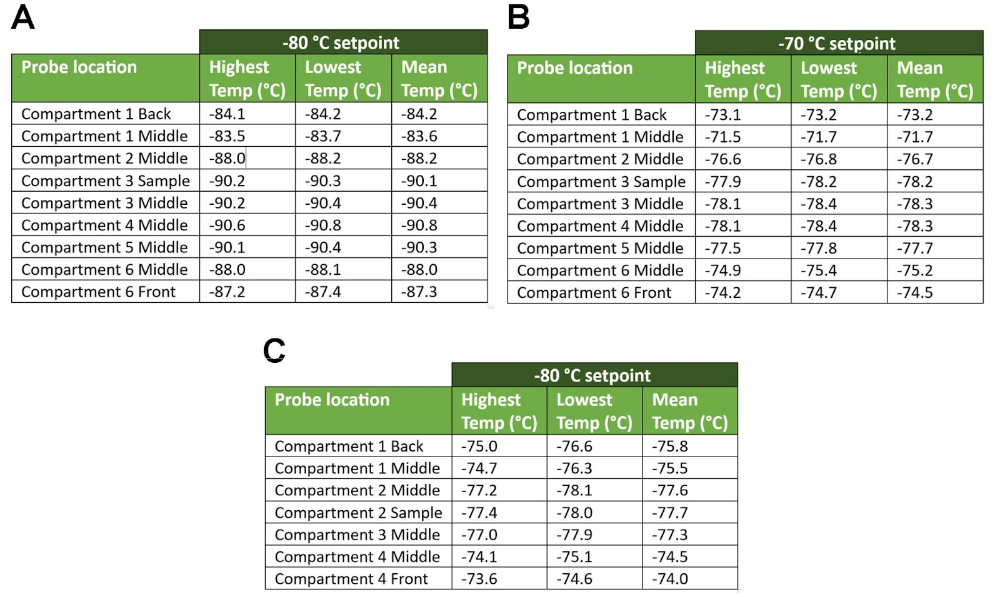 A
-80 °C setpoint
Probe location Highest Temp (°C) Lowest Temp (°C) Mean Temp (°C)
Compartment 1 Back -84.1 -84.2 -84.2
Compartment 1 Middle -83.5 -83.7 -83.6
Compartment 2 Middle -88.0 -88.2 -88.2
Compartment 3 Sample -90.2 -90.3 -90.1
Compartment 3 Middle -90.2 -90.4 -90.4
Compartment 4 Middle -90.6 -90.8 -90.8
Compartment 5 Middle -90.1 -90.4 -90.3
Compartment 6 Middle -88.0 -88.1 -88.0
Compartment 6 Front -87.2 -87.4 -87.3
B
-70 °C setpoint
Probe location Highest Temp (°C) Lowest Temp (°C) Mean Temp (°C)
Compartment 1 Back -73.1 -73.2 -73.2
Compartment 1 Middle -71.5 -71.7 -71.7
Compartment 2 Middle -76.6 -76.8 -76.7
Compartment 3 Sample -77.9 -78.2 -78.2
Compartment 3 Middle -78.1 -78.4 -78.3
Compartment 4 Middle -78.1 -78.4 -78.3
Compartment 5 Middle -77.5 -77.8 -77.7
Compartment 6 Middle -74.9 -75.4 -75.2
Compartment 6 Front -74.2 -74.7 -74.5
C
-80 °C setpoint
Probe location Highest Temp (°C) Lowest Temp (°C) Mean Temp (°C)
Compartment 1 Back -75.0 -76.6 -75.8
Compartment 1 Middle -74.7 -76.3 -75.5
Compartment 2 Middle -77.2 -78.1 -77.6
Compartment 2 Sample -77.4 -78.0 -77.7
Compartment 3 Middle -77.0 -77.9 -77.3
Compartment 4 Middle -74.1 -75.1 -74.5
Compartment 4 Front -73.6 -74.6 -74.0